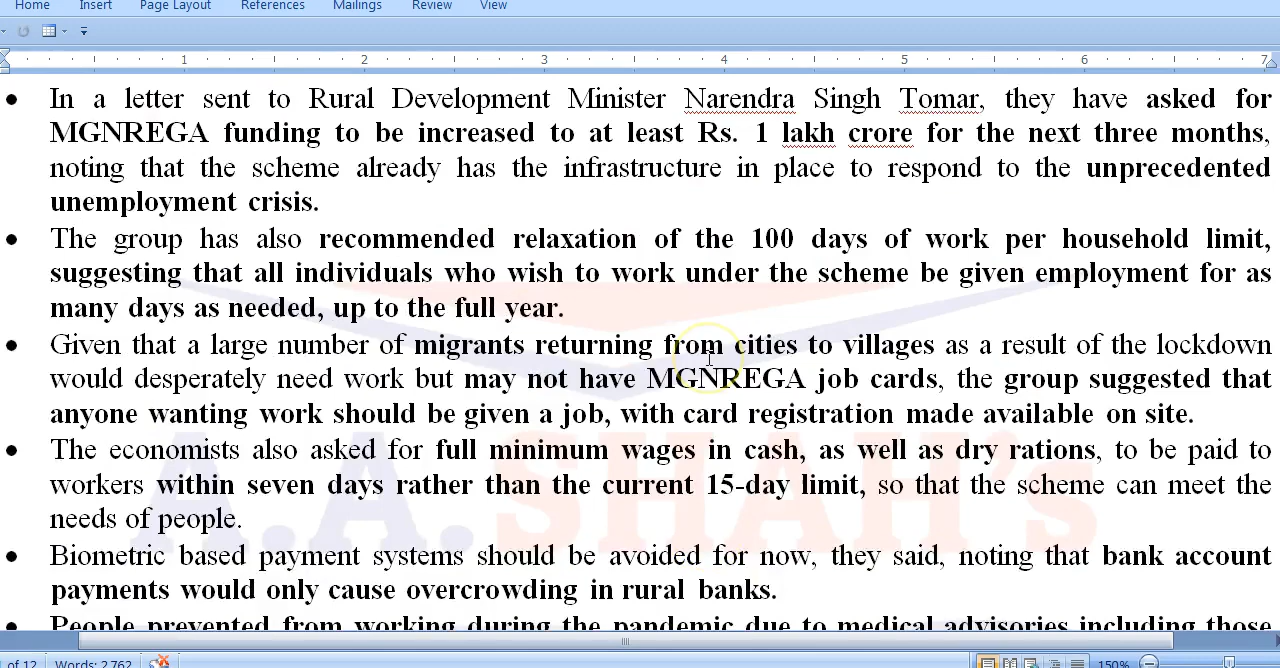 Home Insert Page Layout References Mailings Review View
1 2 3 4 5 6 7
In a letter sent to Rural Development Minister Narendra Singh Tomar, they have asked for
MGNREGA funding to be increased to at least Rs. 1 lakh crore for the next three months,
noting that the scheme already has the infrastructure in place to respond to the unprecedented
unemployment crisis.
The group has also recommended relaxation of the 100 days of work per household limit,
suggesting that all individuals who wish to work under the scheme be given employment for as
many days as needed, up to the full year.
Given that a large number of migrants returning from cities to villages as a result of the lockdown
would desperately need work but may not have MGNREGA job cards, the group suggested that
anyone wanting work should be given a job, with card registration made available on site.
The economists also asked for full minimum wages in cash, as well as dry rations, to be paid to
workers within seven days rather than the current 15-day limit, so that the scheme can meet the
needs of people.
A.A.SHAH's
Biometric based payment systems should be avoided for now, they said, noting that bank account
payments would only cause overcrowding in rural banks.
People prevented from working during the pandemic due to medical advisories including those
of 12 Words: 2,762 150%